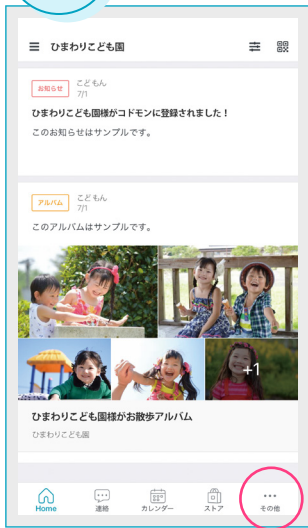 ひまわりこども園
お知らせ
こどもん
7/1
ひまわりこども園様がコドモンに登録されました！
このお知らせはサンプルです。
アルバム
こどもん
7/1
このアルバムはサンプルです。
+1
ひまわりこども園様がお散歩アルバム
ひまわりこども園
Home
連絡
カレンダー
ストア
その他